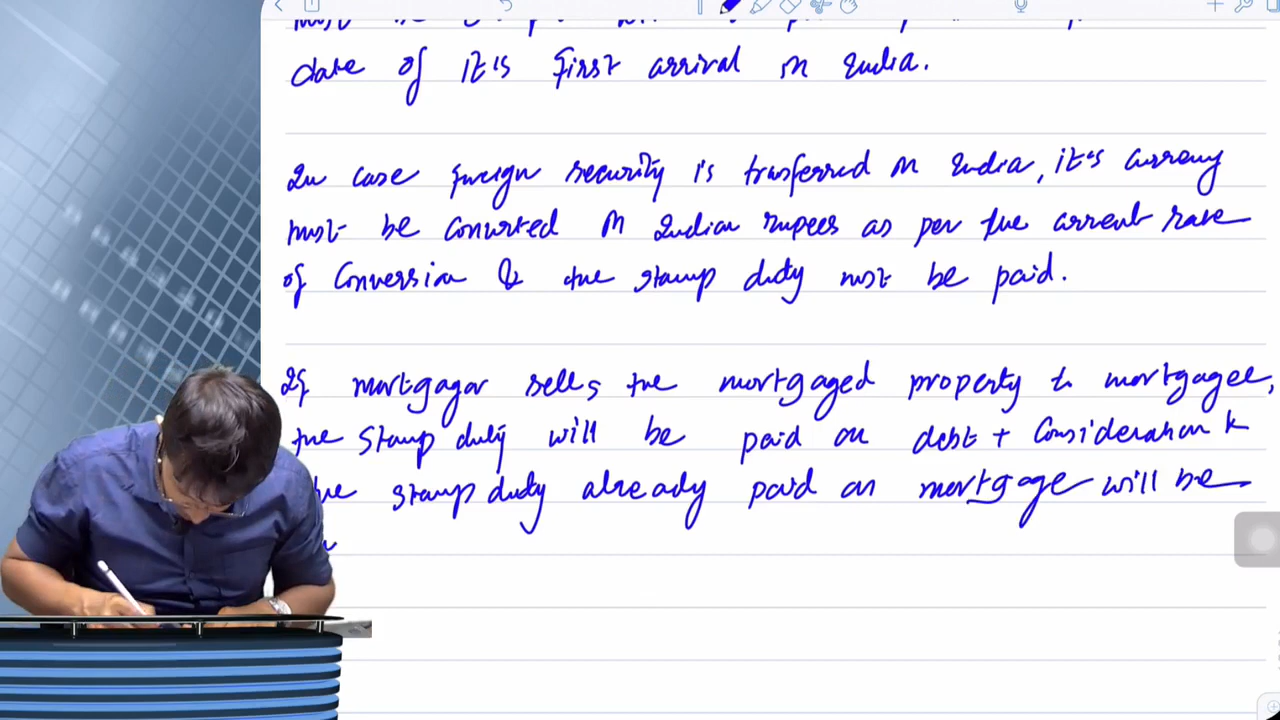 must be
date of it's first arrival in India.
In case foreign security is transferred in India, it's currency
must be converted in Indian rupees as per the current rate
of conversion & the stamp duty must be paid.
If mortgagor sells the mortgaged property to mortgagee,
the stamp duty will be paid on debt + Consideration &
the stamp duty already paid on mortgage will be